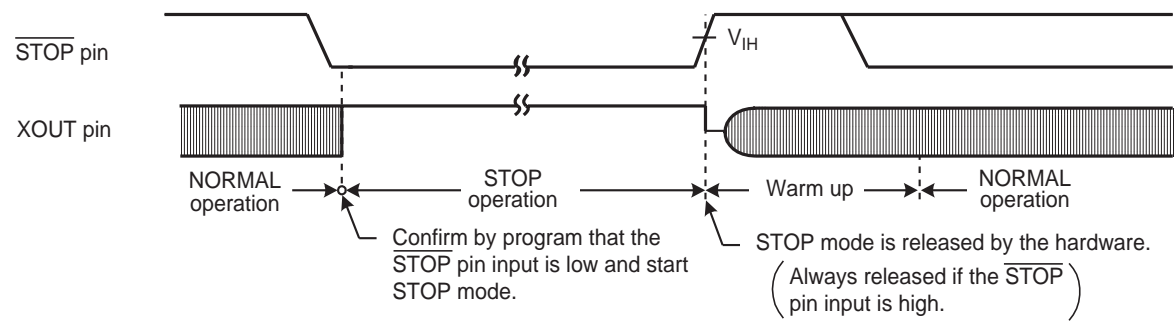 STOP pin
V_IH
XOUT pin
NORMAL
operation
STOP
operation
Warm up
NORMAL
operation
Confirm by program that the
STOP pin input is low and start
STOP mode.
STOP mode is released by the hardware.
( Always released if the STOP
pin input is high. )